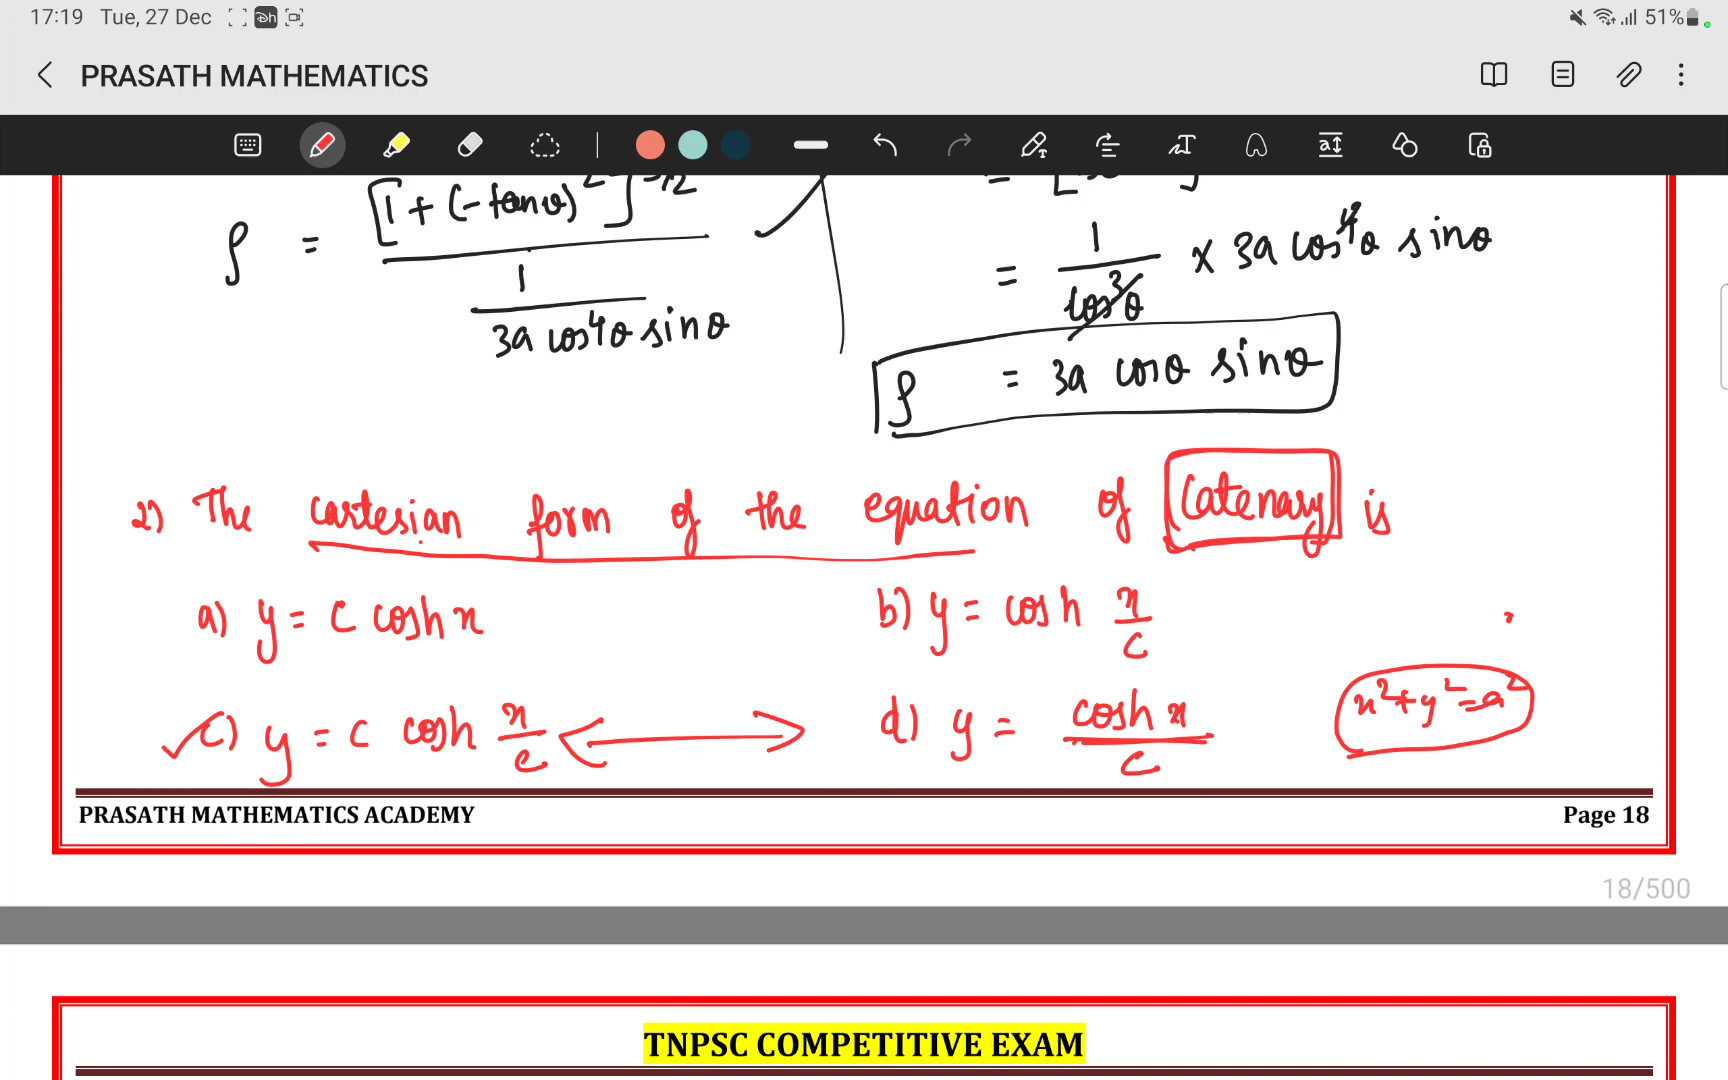 17:19 Tue, 27 Dec
51%
PRASATH MATHEMATICS
ρ = [1 + (-tanθ)²]^3/2 / (1 / 3a cos⁴θ sinθ)
= 1/cos³θ × 3a cos⁴θ sinθ
ρ = 3a cosθ sinθ
2) The cartesian form of the equation of Catenary is
a) y = c cosh x
b) y = cosh x/c
c) y = c cosh x/c
d) y = cosh x/c
x² + y² = a²
PRASATH MATHEMATICS ACADEMY Page 18
18/500
TNPSC COMPETITIVE EXAM